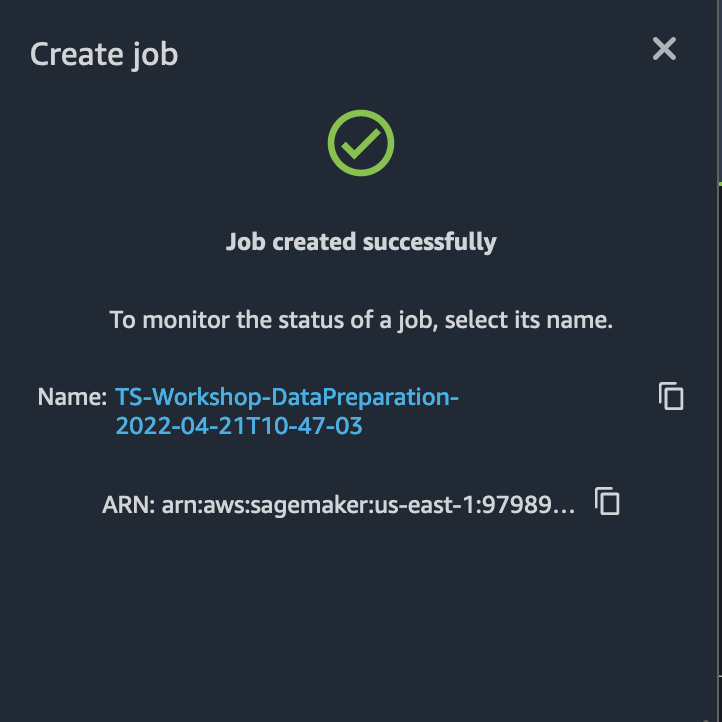 Create job
Job created successfully
To monitor the status of a job, select its name.
Name: TS-Workshop-DataPreparation-
2022-04-21T10-47-03
ARN: arn:aws:sagemaker:us-east-1:97989...